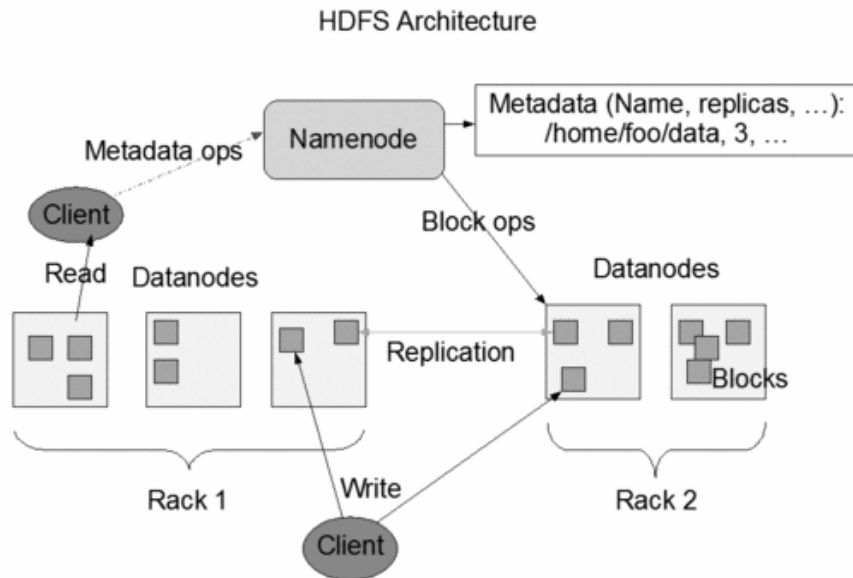 HDFS Architecture
Metadata (Name, replicas, ...):
/home/foo/data, 3, ...
Namenode
Metadata ops
Client
Block ops
Read
Datanodes
Datanodes
Replication
Blocks
Rack 1
Write
Rack 2
Client